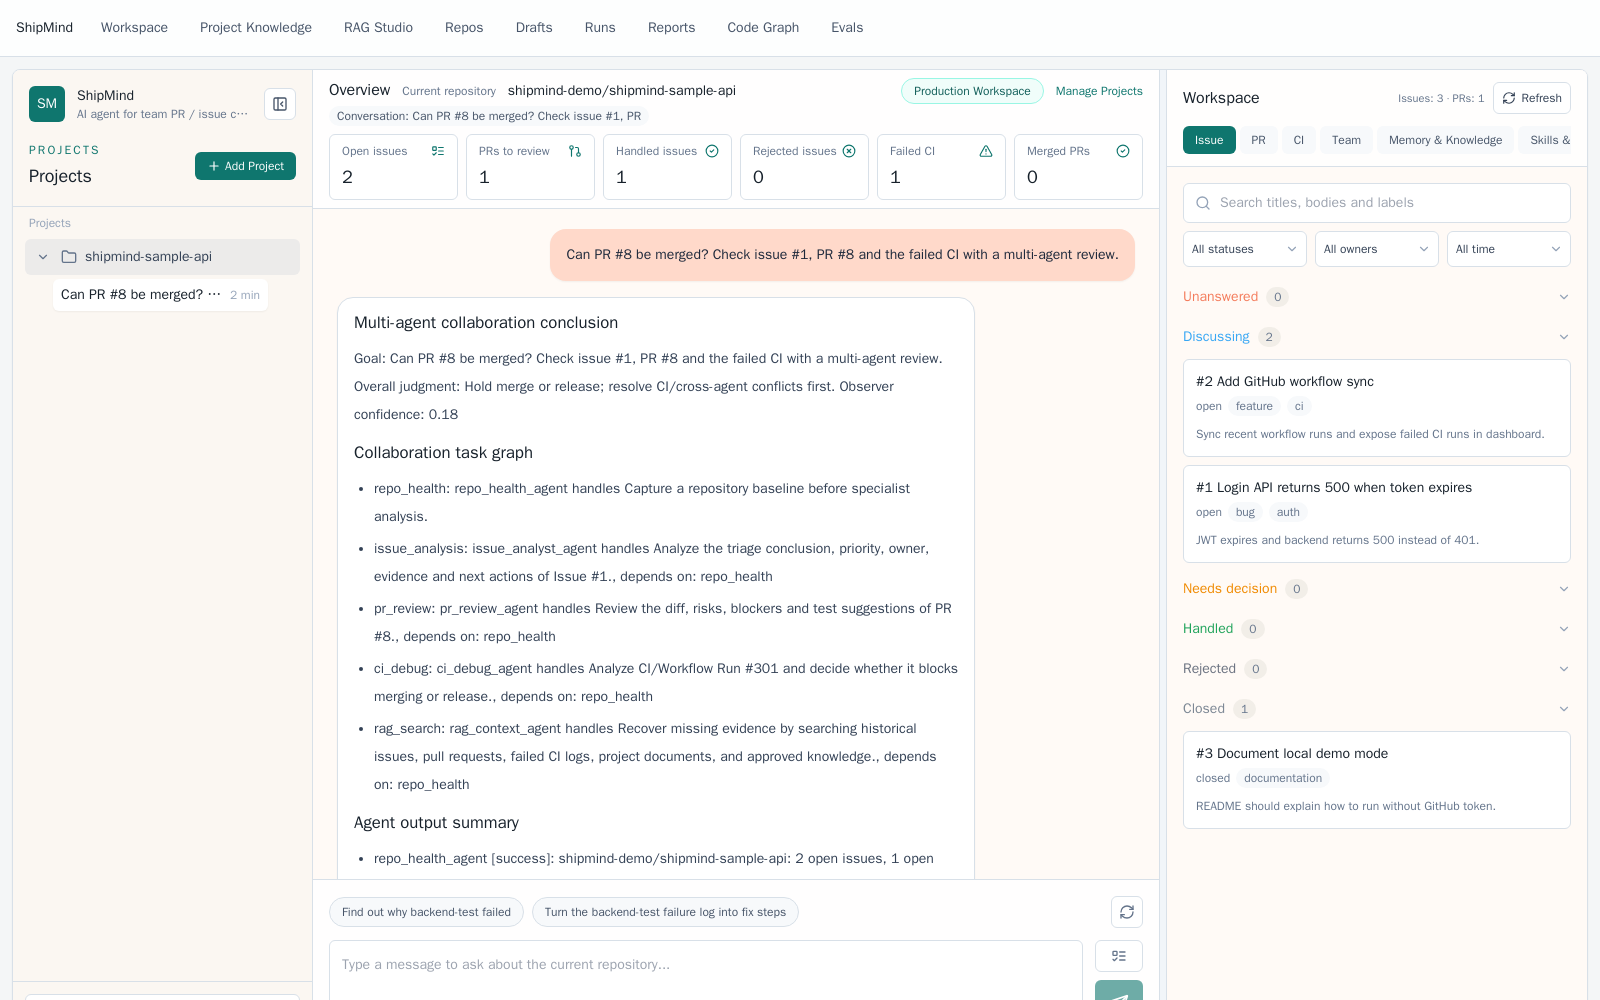 ShipMind Workspace Project Knowledge RAG Studio Repos Drafts Runs Reports Code Graph Evals
SM
ShipMind
AI agent for team PR / issue c···
PROJECTS
Projects
+ Add Project
Projects
shipmind-sample-api
Can PR #8 be merged? ··· 2 min
Overview Current repository shipmind-demo/shipmind-sample-api Production Workspace Manage Projects
Conversation: Can PR #8 be merged? Check issue #1, PR
Open issues
2
PRs to review
1
Handled issues
1
Rejected issues
0
Failed CI
1
Merged PRs
0
Can PR #8 be merged? Check issue #1, PR #8 and the failed CI with a multi-agent review.
Multi-agent collaboration conclusion
Goal: Can PR #8 be merged? Check issue #1, PR #8 and the failed CI with a multi-agent review.
Overall judgment: Hold merge or release; resolve CI/cross-agent conflicts first. Observer
confidence: 0.18
Collaboration task graph
• repo_health: repo_health_agent handles Capture a repository baseline before specialist
analysis.
• issue_analysis: issue_analyst_agent handles Analyze the triage conclusion, priority, owner,
evidence and next actions of Issue #1., depends on: repo_health
• pr_review: pr_review_agent handles Review the diff, risks, blockers and test suggestions of PR
#8., depends on: repo_health
• ci_debug: ci_debug_agent handles Analyze CI/Workflow Run #301 and decide whether it blocks
merging or release., depends on: repo_health
• rag_search: rag_context_agent handles Recover missing evidence by searching historical
issues, pull requests, failed CI logs, project documents, and approved knowledge., depends
on: repo_health
Agent output summary
• repo_health_agent [success]: shipmind-demo/shipmind-sample-api: 2 open issues, 1 open
Find out why backend-test failed
Turn the backend-test failure log into fix steps
Type a message to ask about the current repository...
Workspace
Issues: 3 · PRs: 1
Refresh
Issue PR CI Team Memory & Knowledge Skills &
Search titles, bodies and labels
All statuses All owners All time
Unanswered 0
Discussing 2
#2 Add GitHub workflow sync
open feature ci
Sync recent workflow runs and expose failed CI runs in dashboard.
#1 Login API returns 500 when token expires
open bug auth
JWT expires and backend returns 500 instead of 401.
Needs decision 0
Handled 0
Rejected 0
Closed 1
#3 Document local demo mode
closed documentation
README should explain how to run without GitHub token.